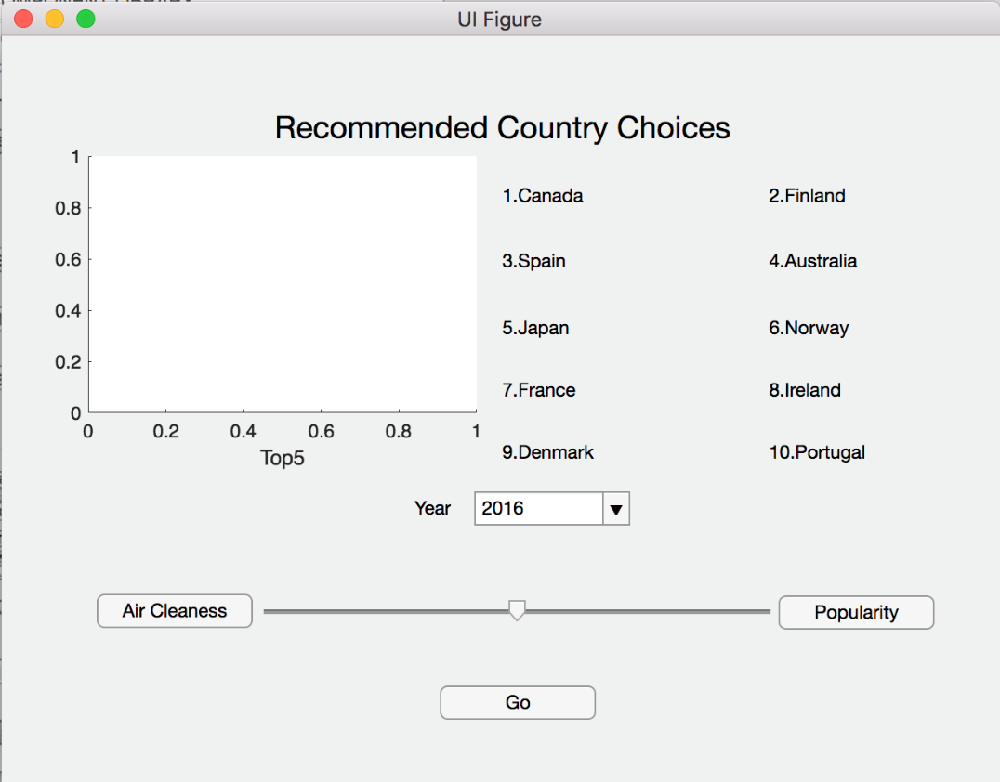 UI Figure
Recommended Country Choices
1
0.8
0.6
0.4
0.2
0
0 0.2 0.4 0.6 0.8 1
Top5
1.Canada 2.Finland
3.Spain 4.Australia
5.Japan 6.Norway
7.France 8.Ireland
9.Denmark 10.Portugal
Year 2016
Air Cleaness Popularity
Go